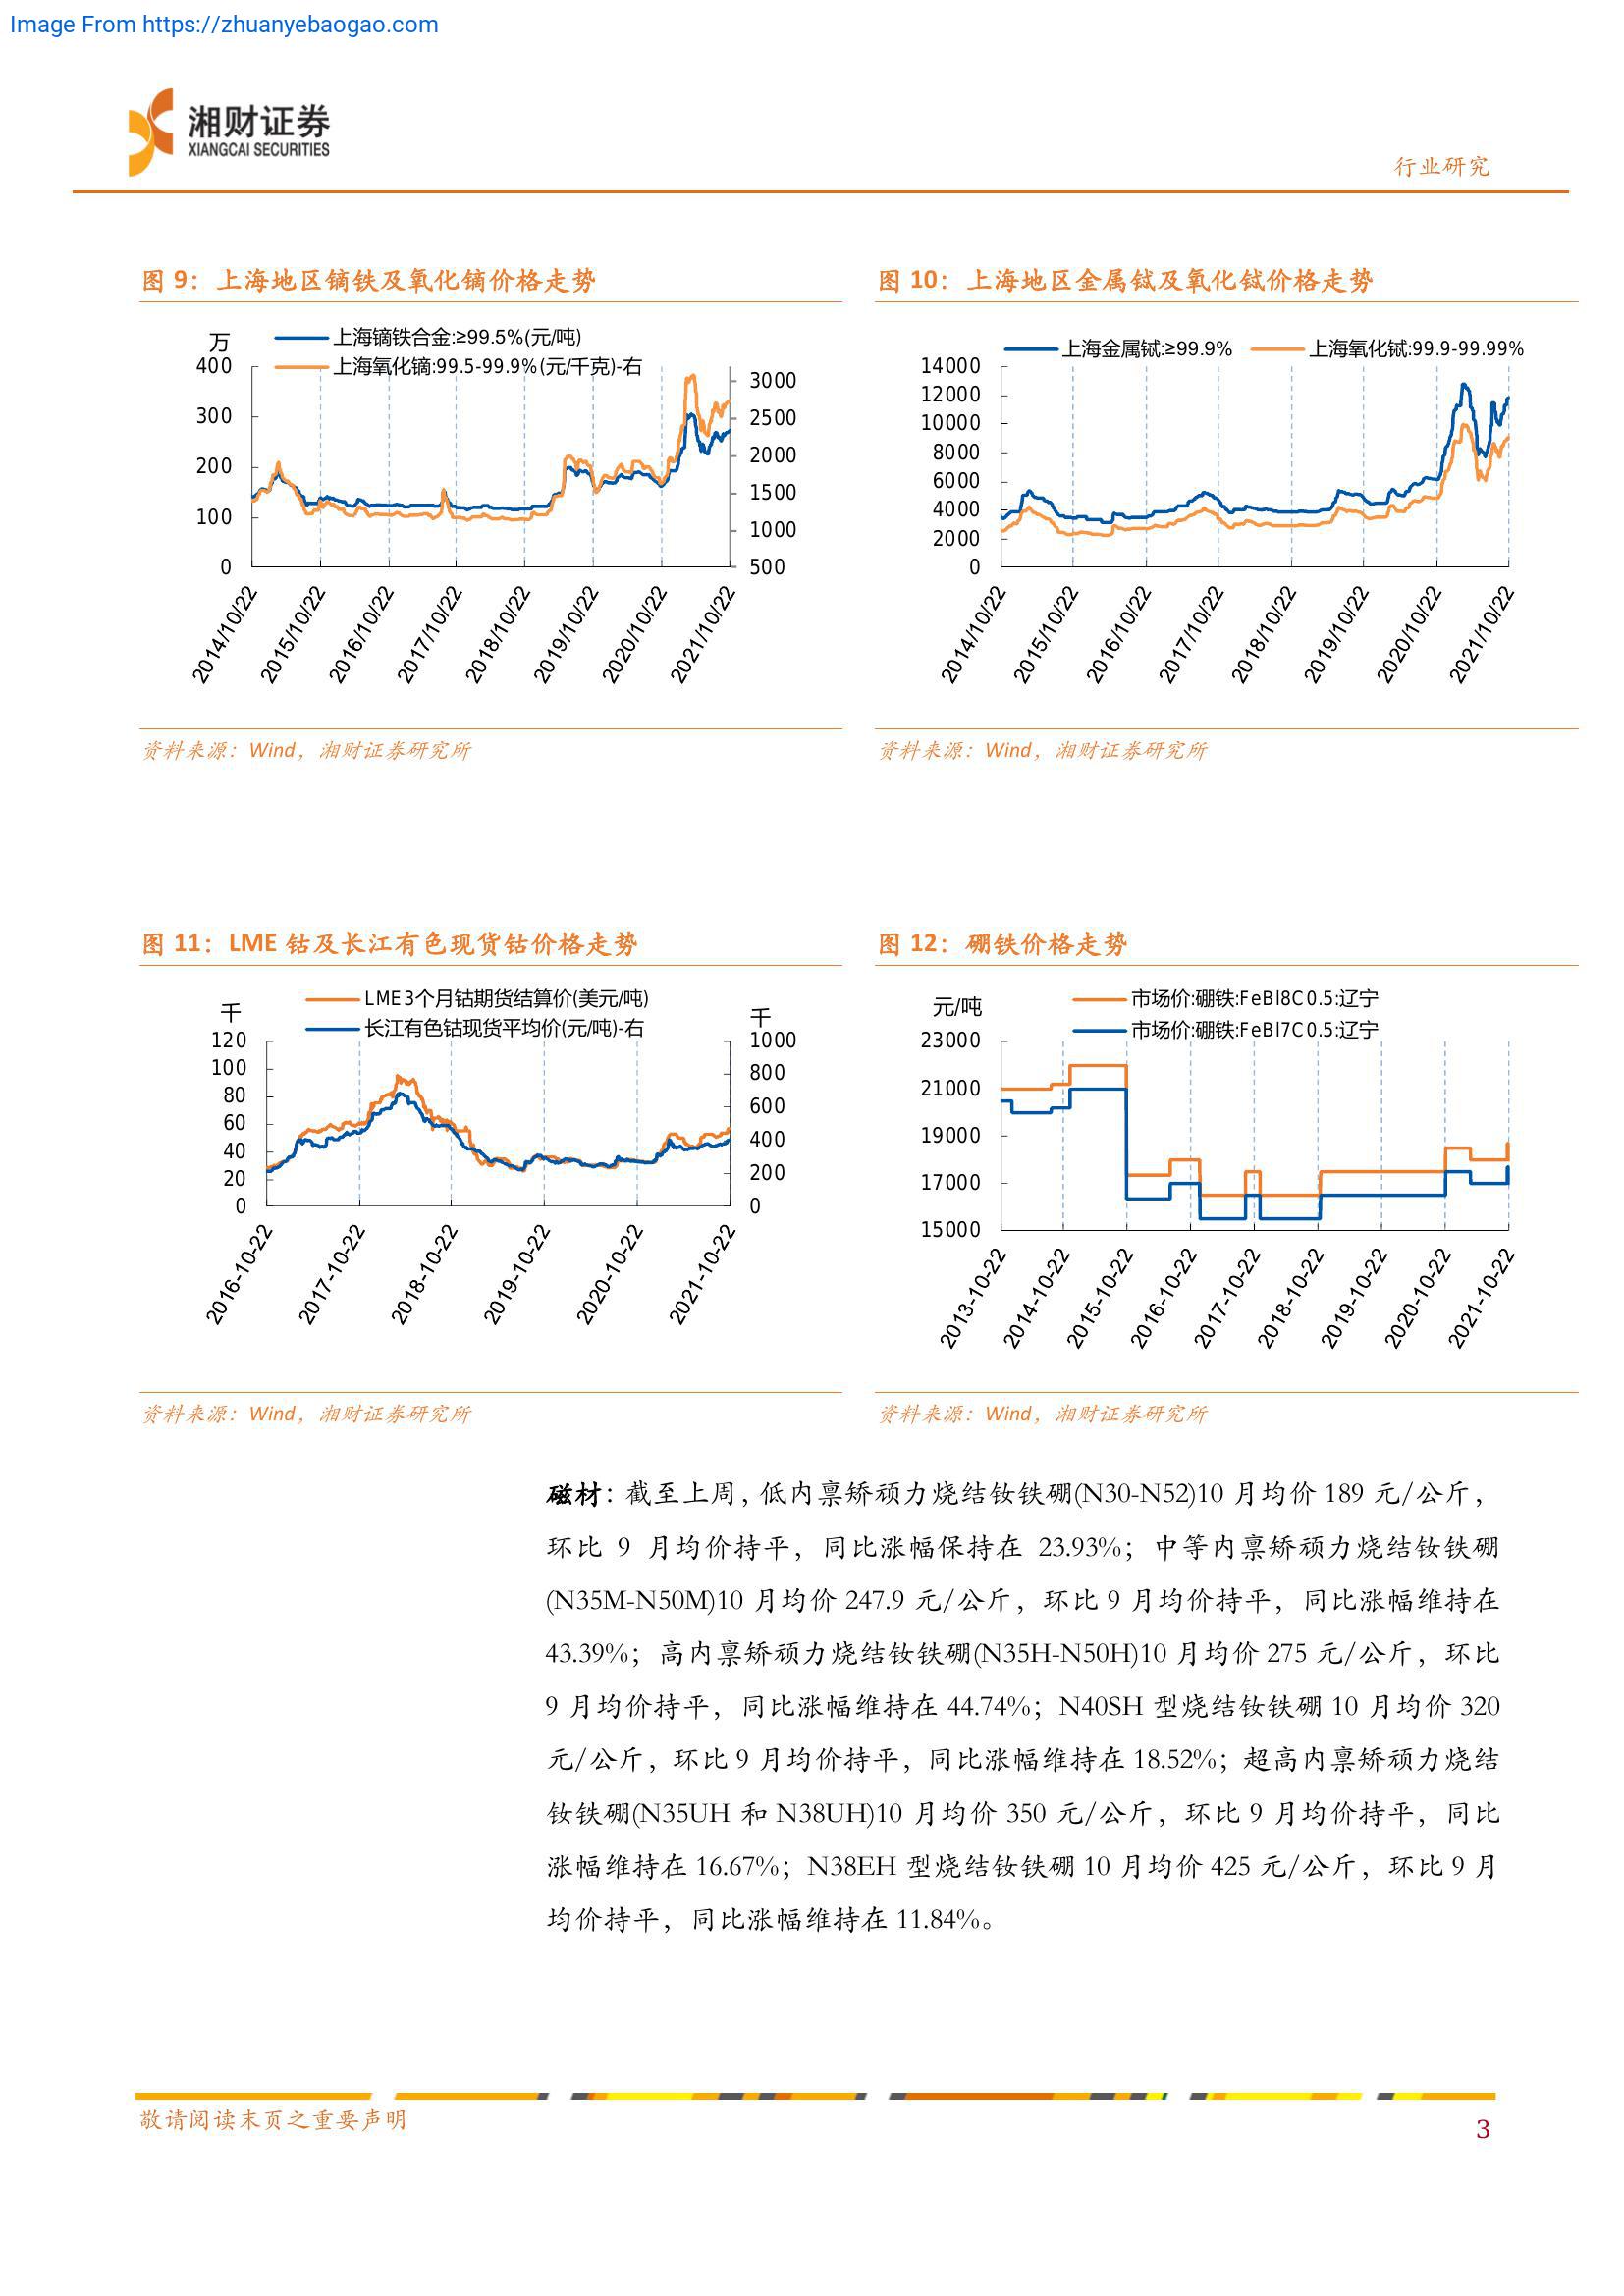 Image From https://zhuanyebaogao.com
湘财证券
XIANGCAI SECURITIES
行业研究
图 9：上海地区镝铁及氧化镝价格走势
万
上海镝铁合金:≥99.5%(元/吨)
上海氧化镝:99.5-99.9%(元/千克)-右
400
300
200
100
0
3000
2500
2000
1500
1000
500
2014/10/22
2015/10/22
2016/10/22
2017/10/22
2018/10/22
2019/10/22
2020/10/22
2021/10/22
资料来源：Wind，湘财证券研究所
图 10：上海地区金属铽及氧化铽价格走势
上海金属铽:≥99.9%
上海氧化铽:99.9-99.99%
14000
12000
10000
8000
6000
4000
2000
0
2014/10/22
2015/10/22
2016/10/22
2017/10/22
2018/10/22
2019/10/22
2020/10/22
2021/10/22
资料来源：Wind，湘财证券研究所
图 11：LME 钴及长江有色现货钴价格走势
千
LME3个月钴期货结算价(美元/吨)
长江有色钴现货平均价(元/吨)-右
千
120
100
80
60
40
20
0
1000
800
600
400
200
0
2016-10-22
2017-10-22
2018-10-22
2019-10-22
2020-10-22
2021-10-22
资料来源：Wind，湘财证券研究所
图 12：硼铁价格走势
元/吨
市场价:硼铁:FeBl8C0.5:辽宁
市场价:硼铁:FeBl7C0.5:辽宁
23000
21000
19000
17000
15000
2013-10-22
2014-10-22
2015-10-22
2016-10-22
2017-10-22
2018-10-22
2019-10-22
2020-10-22
2021-10-22
资料来源：Wind，湘财证券研究所
磁材：截至上周，低内禀矫顽力烧结钕铁硼(N30-N52)10 月均价 189 元/公斤，
环比 9 月均价持平，同比涨幅保持在 23.93%；中等内禀矫顽力烧结钕铁硼
(N35M-N50M)10 月均价 247.9 元/公斤，环比 9 月均价持平，同比涨幅维持在
43.39%；高内禀矫顽力烧结钕铁硼(N35H-N50H)10 月均价 275 元/公斤，环比
9 月均价持平，同比涨幅维持在 44.74%；N40SH 型烧结钕铁硼 10 月均价 320
元/公斤，环比 9 月均价持平，同比涨幅维持在 18.52%；超高内禀矫顽力烧结
钕铁硼(N35UH 和 N38UH)10 月均价 350 元/公斤，环比 9 月均价持平，同比
涨幅维持在 16.67%；N38EH 型烧结钕铁硼 10 月均价 425 元/公斤，环比 9 月
均价持平，同比涨幅维持在 11.84%。
敬请阅读末页之重要声明
3